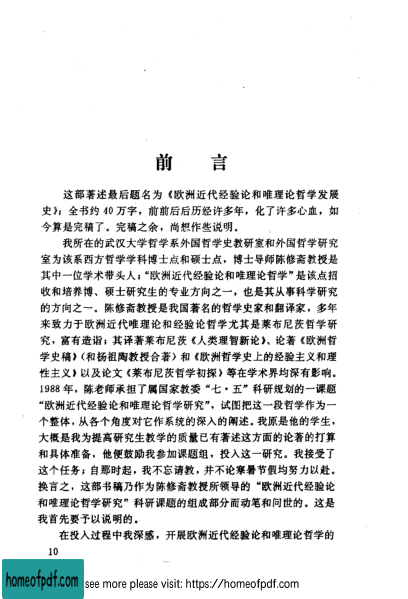 前 言
这部著述最后题名为《欧洲近代经验论和唯理论哲学发展
史》；全书约 40 万字，前前后后历经许多年，化了许多心血，如
今算是完稿了。完稿之余，尚想作些说明。
我所在的武汉大学哲学系外国哲学史教研室和外国哲学研究
室为该系西方哲学学科博士点和硕士点，博士导师陈修斋教授是
其中一位学术带头人；“欧洲近代经验论和唯理论哲学”是该点招
收和培养博、硕士研究生的专业方向之一，也是其从事科学研究
的方向之一。陈修斋教授是我国著名的哲学史家和翻译家，多年
来致力于欧洲近代唯理论和经验论哲学尤其是莱布尼茨哲学研
究，富有造诣；其译著莱布尼茨《人类理智新论》、论著《欧洲哲
学史稿》（和杨祖陶教授合著）和《欧洲哲学史上的经验主义和理
性主义》以及论文《莱布尼茨哲学初探》等在学术界均深有影响。
1988 年，陈老师承担了属国家教委“七·五”科研规划的一课题
“欧洲近代经验论和唯理论哲学研究”，试图把这一段哲学作为一
个整体，从各个角度对它作系统的深入的阐述。我原是他的学生，
大概是我为提高研究生教学的质量已有著述这方面的论著的打算
和具体准备，他便鼓励我参加课题组，投入这一研究。我接受了
这个任务；自那时起，我不忘请教，并不论寒暑节假均努力以赴。
换言之，这部书稿乃作为陈修斋教授所领导的“欧洲近代经验论
和唯理论哲学研究”科研课题的组成部分而动笔和问世的。这是
我首先要予以说明的。
在投入过程中我深感，开展欧洲近代经验论和唯理论哲学的
10
homeofpdf.com
see more please visit: https://homeofpdf.com